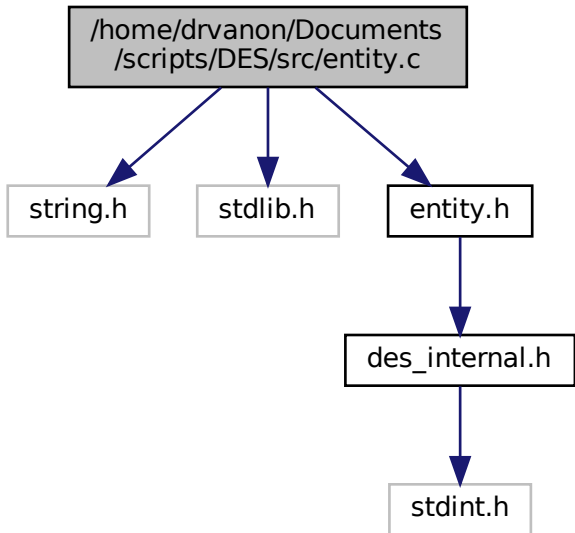 /home/drvanon/Documents
/scripts/DES/src/entity.c
string.h
stdlib.h
entity.h
des_internal.h
stdint.h